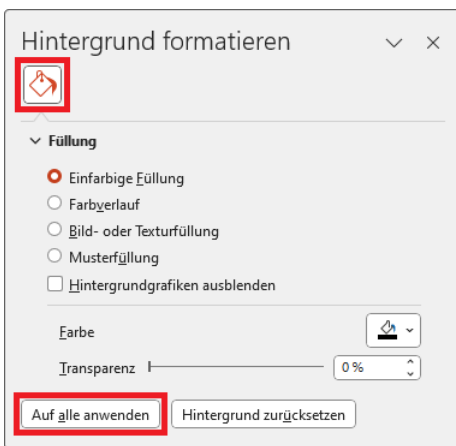 Hintergrund formatieren
Füllung
Einfarbige Füllung
Farbverlauf
Bild- oder Texturfüllung
Musterfüllung
Hintergrundgrafiken ausblenden
Farbe
Transparenz 0 %
Auf alle anwenden Hintergrund zurücksetzen